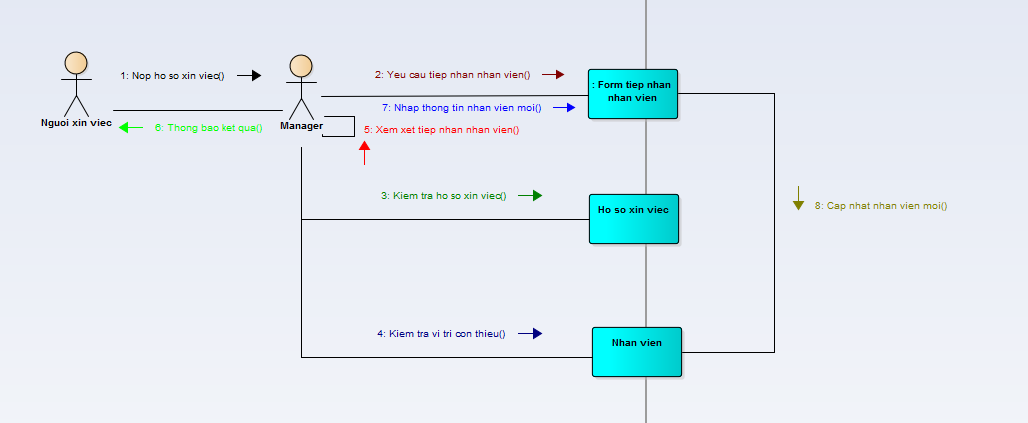 1: Nop ho so xin viec()
2: Yeu cau tiep nhan nhan vien()
: Form tiep nhan
nhan vien
7: Nhap thong tin nhan vien moi()
Nguoi xin viec
6: Thong bao ket qua()
Manager
5: Xem xet tiep nhan nhan vien()
3: Kiem tra ho so xin viec()
Ho so xin viec
8: Cap nhat nhan vien moi()
4: Kiem tra vi tri con thieu()
Nhan vien